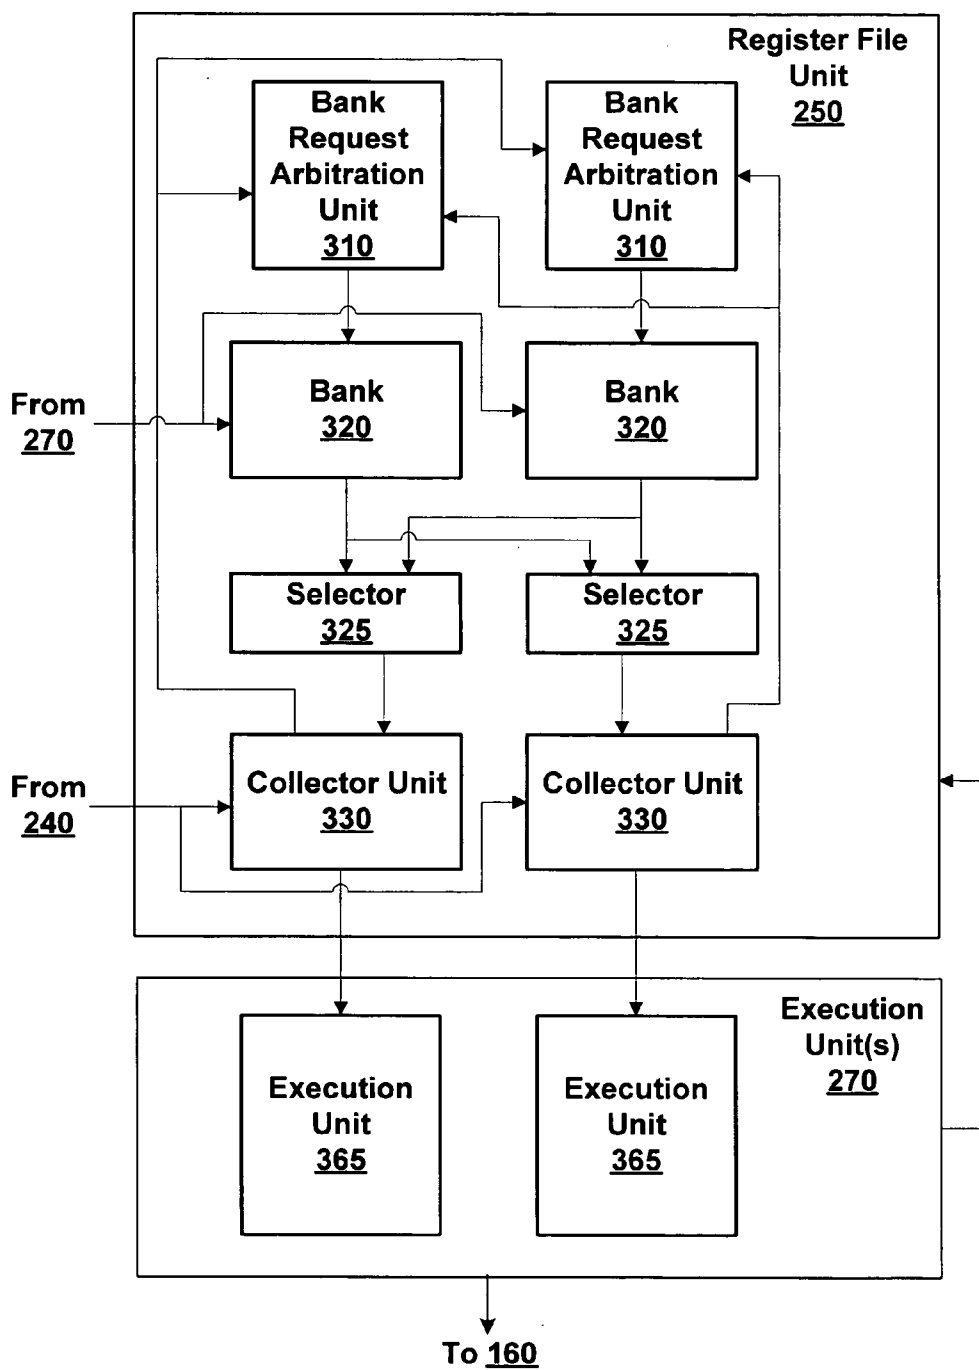 Register File
Unit
250
Bank
Request
Arbitration
Unit
310
Bank
Request
Arbitration
Unit
310
From
270
Bank
320
Bank
320
Selector
325
Selector
325
From
240
Collector Unit
330
Collector Unit
330
Execution
Unit(s)
270
Execution
Unit
365
Execution
Unit
365
To 160